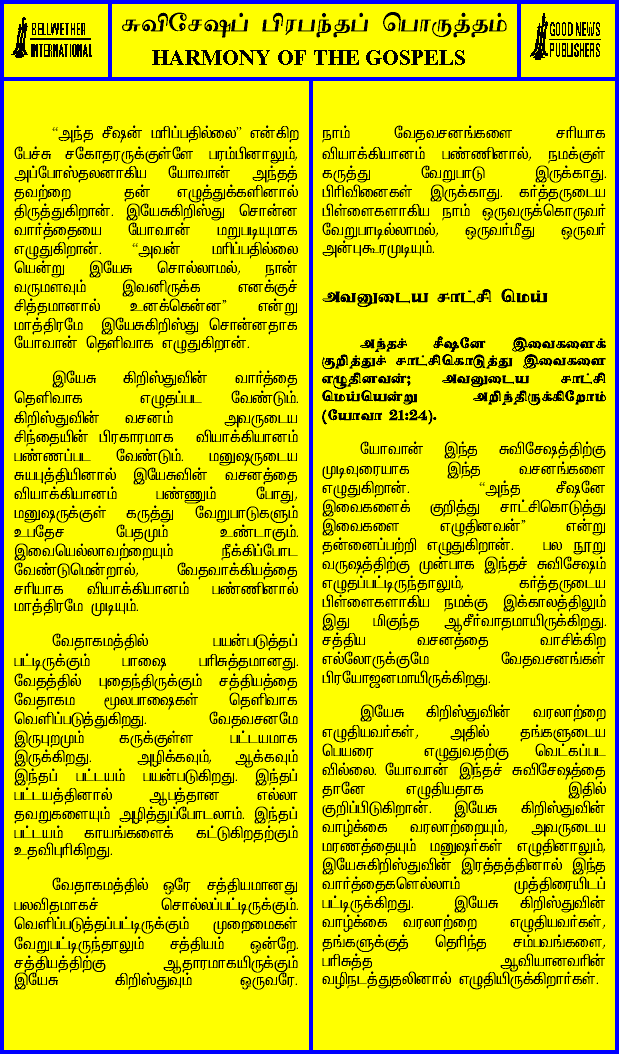 BELLWETHER
INTERNATIONAL
சுவிசேஷப் பிரபந்தப் பொருத்தம்
HARMONY OF THE GOSPELS
GOOD NEWS
PUBLISHERS
“அந்த சீஷன் மரிப்பதில்லை” என்கிற
பேச்சு சகோதரருக்குள்ளே பரம்பினாலும்,
அப்போஸ்தலனாகிய யோவான் அந்தத்
தவற்றை தன் எழுத்துக்களினால்
திருத்துகிறான். இயேசுகிறிஸ்து சொன்ன
வார்த்தையை யோவான் மறுபடியுமாக
எழுதுகிறான். “அவன் மரிப்பதில்லை
யென்று இயேசு சொல்லாமல், நான்
வருமளவும் இவனிருக்க எனக்குச்
சித்தமானால் உனக்கென்ன” என்று
மாத்திரமே இயேசுகிறிஸ்து சொன்னதாக
யோவான் தெளிவாக எழுதுகிறான்.
இயேசு கிறிஸ்துவின் வார்த்தை
தெளிவாக எழுதப்பட வேண்டும்.
கிறிஸ்துவின் வசனம் அவருடைய
சிந்தையின் பிரகாரமாக வியாக்கியானம்
பண்ணப்பட வேண்டும். மனுஷருடைய
சுயபுத்தியினால் இயேசுவின் வசனத்தை
வியாக்கியானம் பண்ணும் போது,
மனுஷருக்குள் கருத்து வேறுபாடுகளும்
உபதேச பேதமும் உண்டாகும்.
இவையெல்லாவற்றையும் நீக்கிப்போட
வேண்டுமென்றால், வேதவாக்கியத்தை
சரியாக வியாக்கியானம் பண்ணினால்
மாத்திரமே முடியும்.
வேதாகமத்தில் பயன்படுத்தப்
பட்டிருக்கும் பாஷை பரிசுத்தமானது.
வேதத்தில் புதைந்திருக்கும் சத்தியத்தை
வேதாகம மூலபாஷைகள் தெளிவாக
வெளிப்படுத்துகிறது. வேதவசனமே
இருபுறமும் கருக்குள்ள பட்டயமாக
இருக்கிறது. அழிக்கவும், ஆக்கவும்
இந்தப் பட்டயம் பயன்படுகிறது. இந்தப்
பட்டயத்தினால் ஆபத்தான எல்லா
தவறுகளையும் அழித்துப்போடலாம். இந்தப்
பட்டயம் காயங்களைக் கட்டுகிறதற்கும்
உதவிபுரிகிறது.
வேதாகமத்தில் ஒரே சத்தியமானது
பலவிதமாகச் சொல்லப்பட்டிருக்கும்.
வெளிப்படுத்தப்பட்டிருக்கும் முறைமைகள்
வேறுபட்டிருந்தாலும் சத்தியம் ஒன்றே.
சத்தியத்திற்கு ஆதாரமாகயிருக்கும்
இயேசு கிறிஸ்துவும் ஒருவரே.
நாம் வேதவசனங்களை சரியாக
வியாக்கியானம் பண்ணினால், நமக்குள்
கருத்து வேறுபாடு இருக்காது.
பிரிவினைகள் இருக்காது. கர்த்தருடைய
பிள்ளைகளாகிய நாம் ஒருவருக்கொருவர்
வேறுபாடில்லாமல், ஒருவர்மீது ஒருவர்
அன்புகூரமுடியும்.
அவனுடைய சாட்சி மெய்
அந்தச் சீஷனே இவைகளைக்
குறித்துச் சாட்சிகொடுத்து இவைகளை
எழுதினவன்; அவனுடைய சாட்சி
மெய்யென்று அறிந்திருக்கிறோம்
(யோவா 21:24).
யோவான் இந்த சுவிசேஷத்திற்கு
முடிவுரையாக இந்த வசனங்களை
எழுதுகிறான். “அந்த சீஷனே
இவைகளைக் குறித்து சாட்சிகொடுத்து
இவைகளை எழுதினவன்” என்று
தன்னைப்பற்றி எழுதுகிறான். பல நூறு
வருஷத்திற்கு முன்பாக இந்தச் சுவிசேஷம்
எழுதப்பட்டிருந்தாலும், கர்த்தருடைய
பிள்ளைகளாகிய நமக்கு இக்காலத்திலும்
இது மிகுந்த ஆசீர்வாதமாயிருக்கிறது.
சத்திய வசனத்தை வாசிக்கிற
எல்லோருக்குமே வேதவசனங்கள்
பிரயோஜனமாயிருக்கிறது.
இயேசு கிறிஸ்துவின் வரலாற்றை
எழுதியவர்கள், அதில் தங்களுடைய
பெயரை எழுதுவதற்கு வெட்கப்பட
வில்லை. யோவான் இந்தச் சுவிசேஷத்தை
தானே எழுதியதாக இதில்
குறிப்பிடுகிறான். இயேசு கிறிஸ்துவின்
வாழ்க்கை வரலாற்றையும், அவருடைய
மரணத்தையும் மனுஷர்கள் எழுதினாலும்,
இயேசுகிறிஸ்துவின் இரத்தத்தினால் இந்த
வார்த்தைகளெல்லாம் முத்திரையிடப்
பட்டிருக்கிறது. இயேசு கிறிஸ்துவின்
வாழ்க்கை வரலாற்றை எழுதியவர்கள்,
தங்களுக்குத் தெரிந்த சம்பவங்களை,
பரிசுத்த ஆவியானவரின்
வழிநடத்துதலினால் எழுதியிருக்கிறார்கள்.